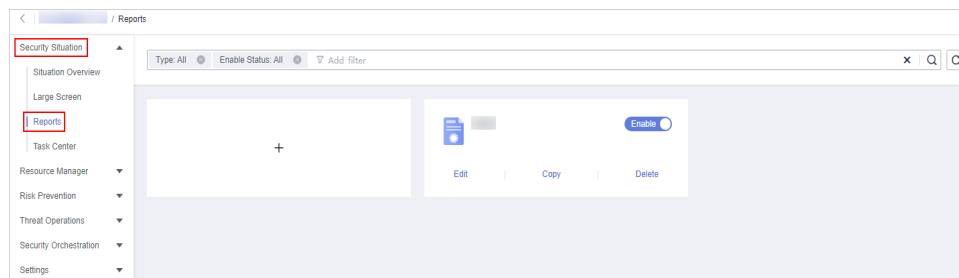 / Reports
Security Situation
Situation Overview
Large Screen
Reports
Task Center
Resource Manager
Risk Prevention
Threat Operations
Security Orchestration
Settings
Type: All Enable Status: All Add filter
+
Enable
Edit Copy Delete